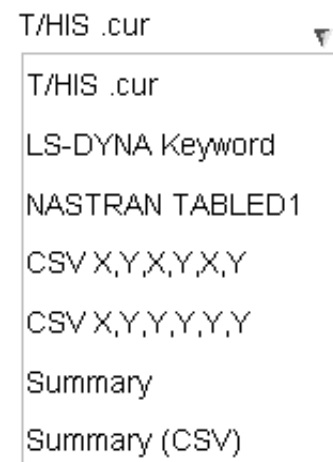 T/HIS .cur
T/HIS .cur
LS-DYNA Keyword
NASTRAN TABLED1
CSV X,Y,X,Y,X,Y
CSV X,Y,Y,Y,Y,Y
Summary
Summary (CSV)